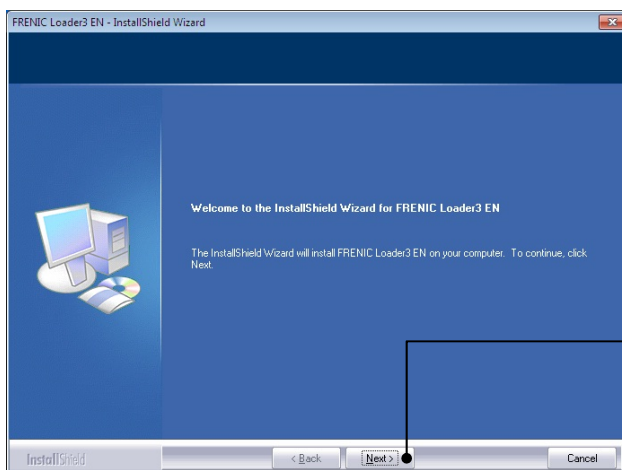 FRENIC Loader3 EN - InstallShield Wizard
Welcome to the InstallShield Wizard for FRENIC Loader3 EN
The InstallShield Wizard will install FRENIC Loader3 EN on your computer. To continue, click
Next.
InstallShield
< Back
Next >
Cancel